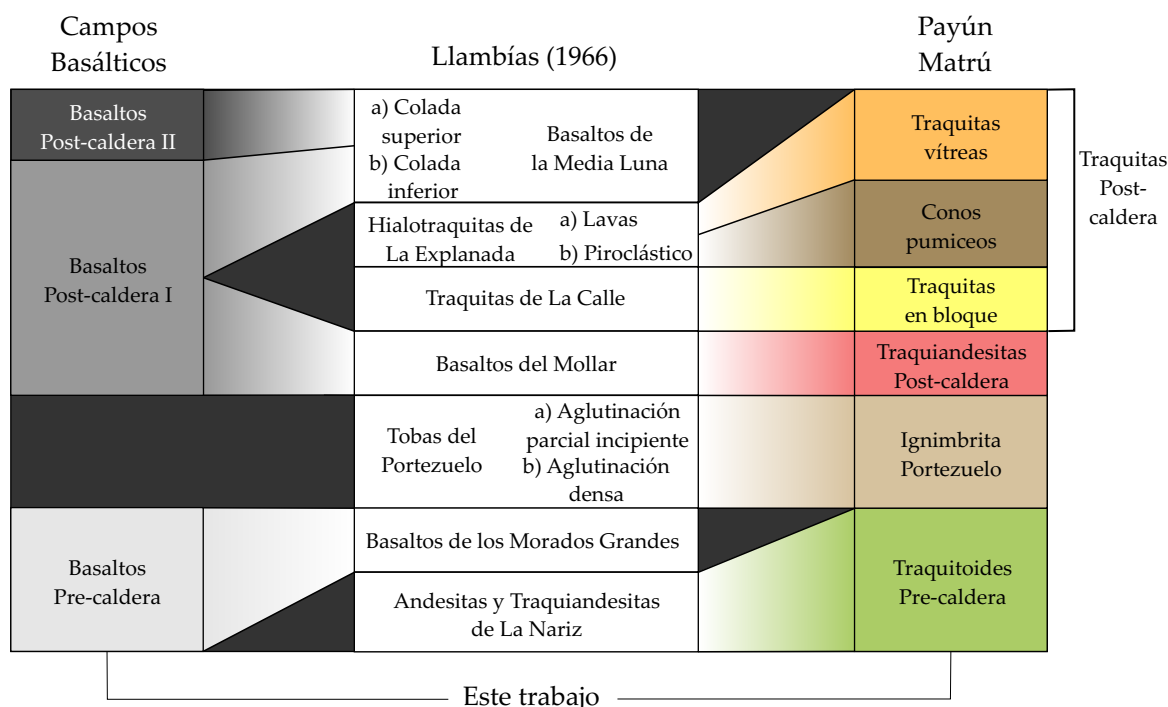 Campos
Basálticos
Llambías (1966)
Payún
Matrú
Basaltos
Post-caldera II
Basaltos
Post-caldera I
Basaltos
Pre-caldera
a) Colada
superior
b) Colada
inferior
Basaltos de
la Media Luna
Hialotraquitas de
La Explanada
a) Lavas
b) Piroclástico
Traquitas de La Calle
Basaltos del Mollar
Tobas del
Portezuelo
a) Aglutinación
parcial incipiente
b) Aglutinación
densa
Basaltos de los Morados Grandes
Andesitas y Traquiandesitas
de La Nariz
Traquitas
vítreas
Conos
pumiceos
Traquitas
en bloque
Traquiandesitas
Post-caldera
Ignimbrita
Portezuelo
Traquitoides
Pre-caldera
Traquitas
Post-
caldera
Este trabajo